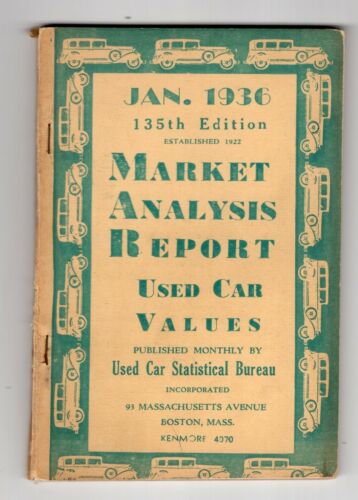 JAN. 1936
135th Edition
ESTABLISHED 1922
MARKET
ANALYSIS
REPORT
USED CAR
VALUES
PUBLISHED MONTHLY BY
Used Car Statistical Bureau
INCORPORATED
93 MASSACHUSETTS AVENUE
BOSTON, MASS.
KENMORE 4070